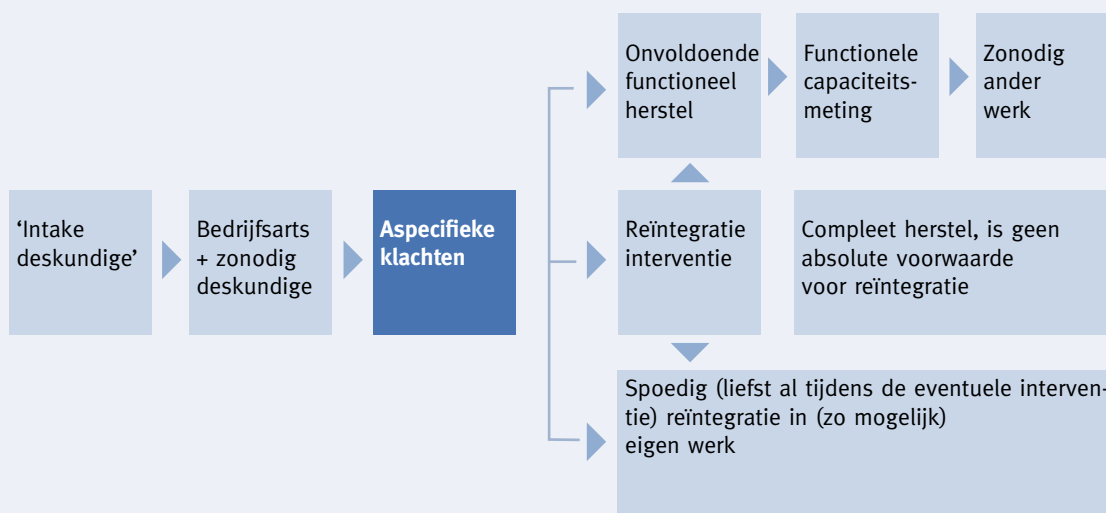 Onvoldoende
functioneel
herstel
Functionele
capaciteits-
meting
Zonodig
ander
werk
‘Intake
deskundige’
Bedrijfsarts
+ zonodig
deskundige
Aspecifieke
klachten
Reïntegratie
interventie
Compleet herstel, is geen
absolute voorwaarde
voor reïntegratie
Spoedig (liefst al tijdens de eventuele interven-
tie) reïntegratie in (zo mogelijk)
eigen werk